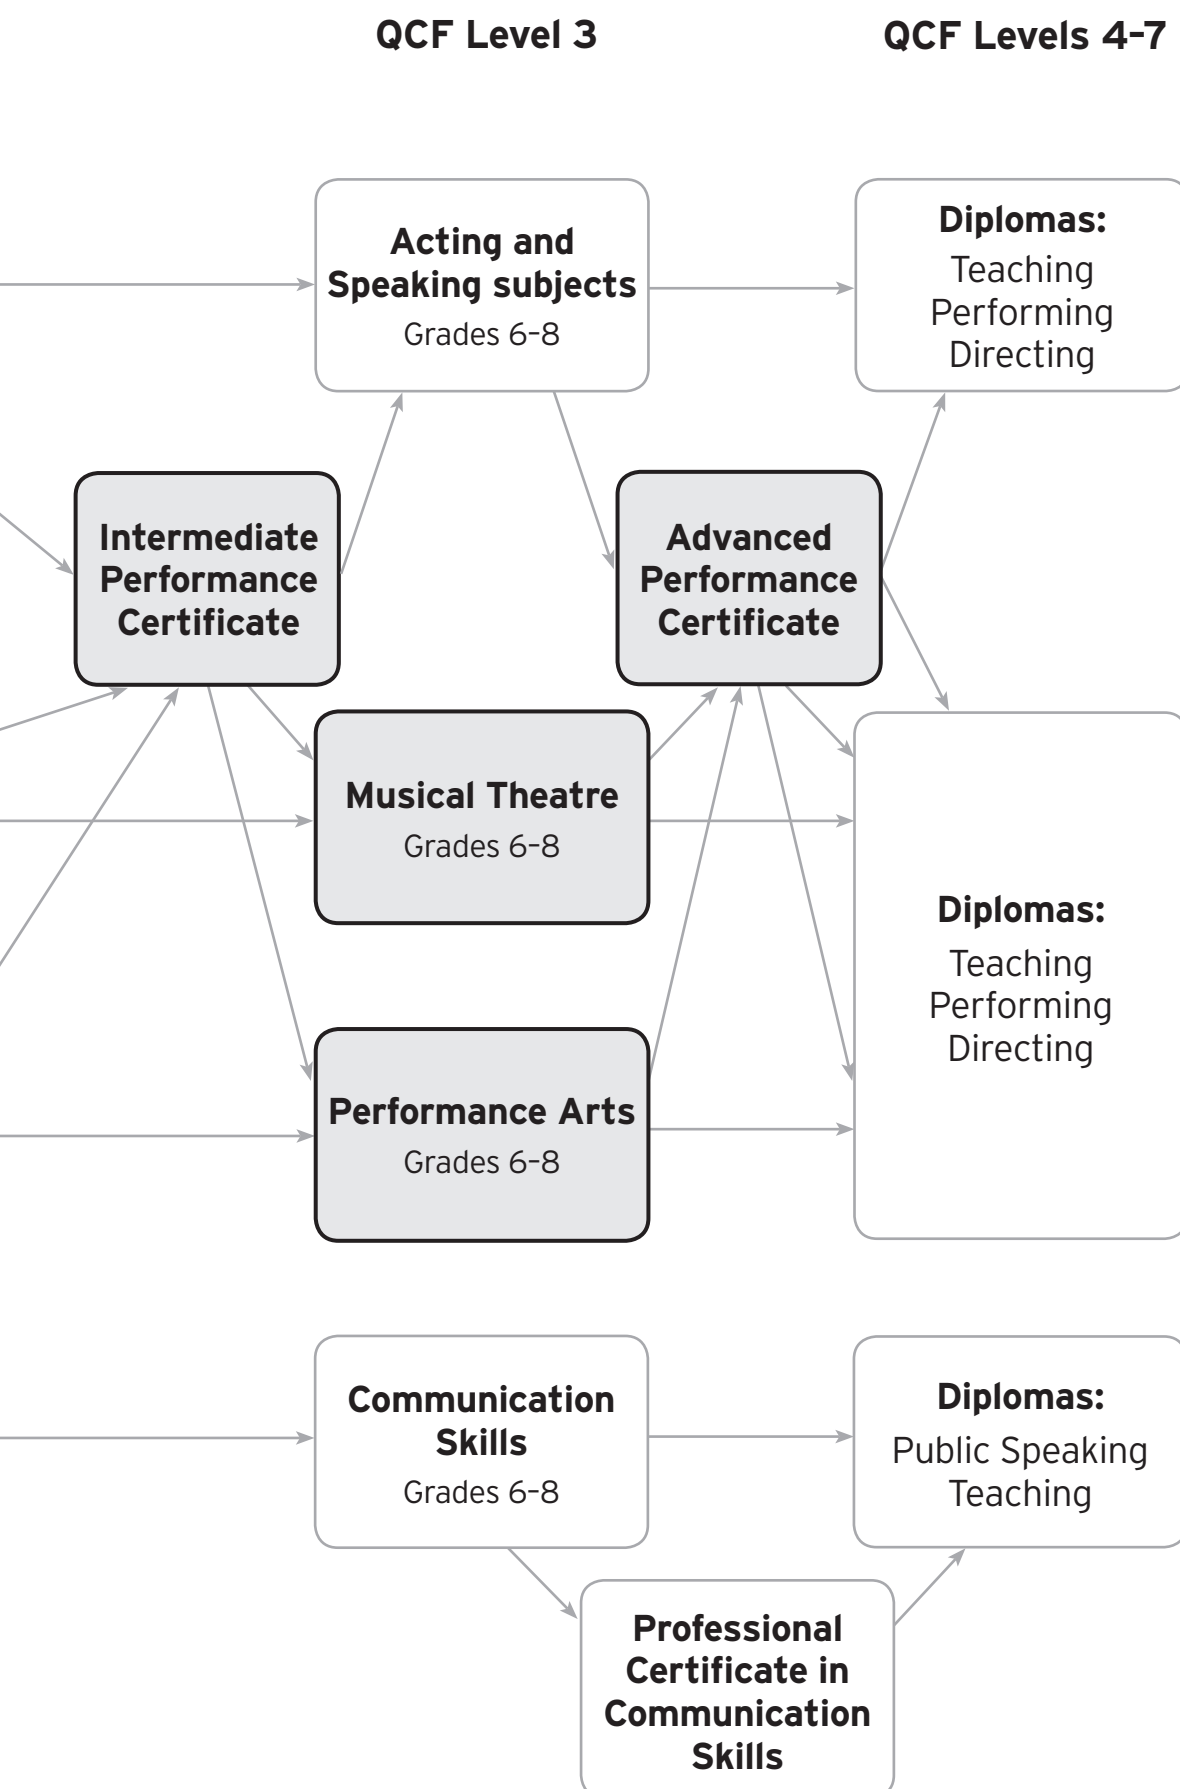 QCF Level 3
QCF Levels 4–7
Acting and
Speaking subjects
Grades 6–8
Diplomas:
Teaching
Performing
Directing
Intermediate
Performance
Certificate
Advanced
Performance
Certificate
Musical Theatre
Grades 6–8
Diplomas:
Teaching
Performing
Directing
Performance Arts
Grades 6–8
Communication
Skills
Grades 6–8
Diplomas:
Public Speaking
Teaching
Professional
Certificate in
Communication
Skills